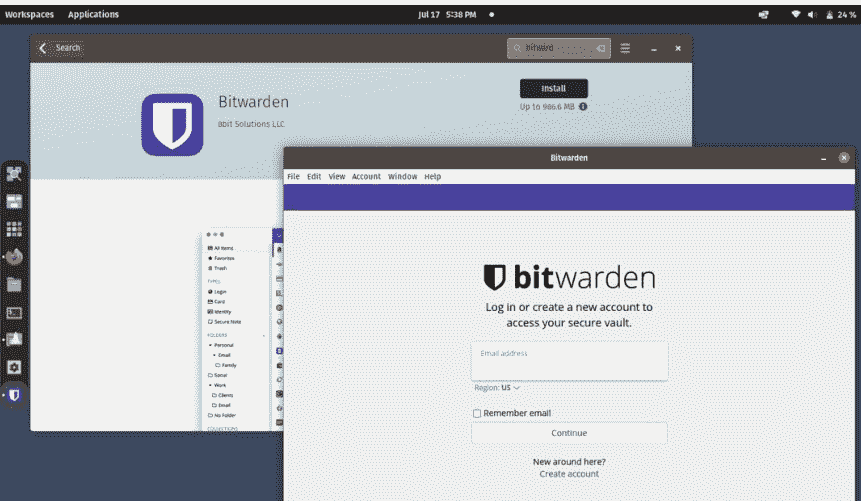 Workspaces Applications Jul 17 5:38 PM 24 %
Search
bitward
Bitwarden
8bit Solutions LLC
Install
Up to 986.6 MB
All Items
Favorites
Trash
TYPES
Login
Card
Identity
Secure Note
FOLDERS
Personal
Email
Family
Social
Work
Clients
Email
No Folder
COLLECTIONS
Bitwarden
File Edit View Account Window Help
bitwarden
Log in or create a new account to
access your secure vault.
Email address
Region: US
Remember email
Continue
New around here?
Create account